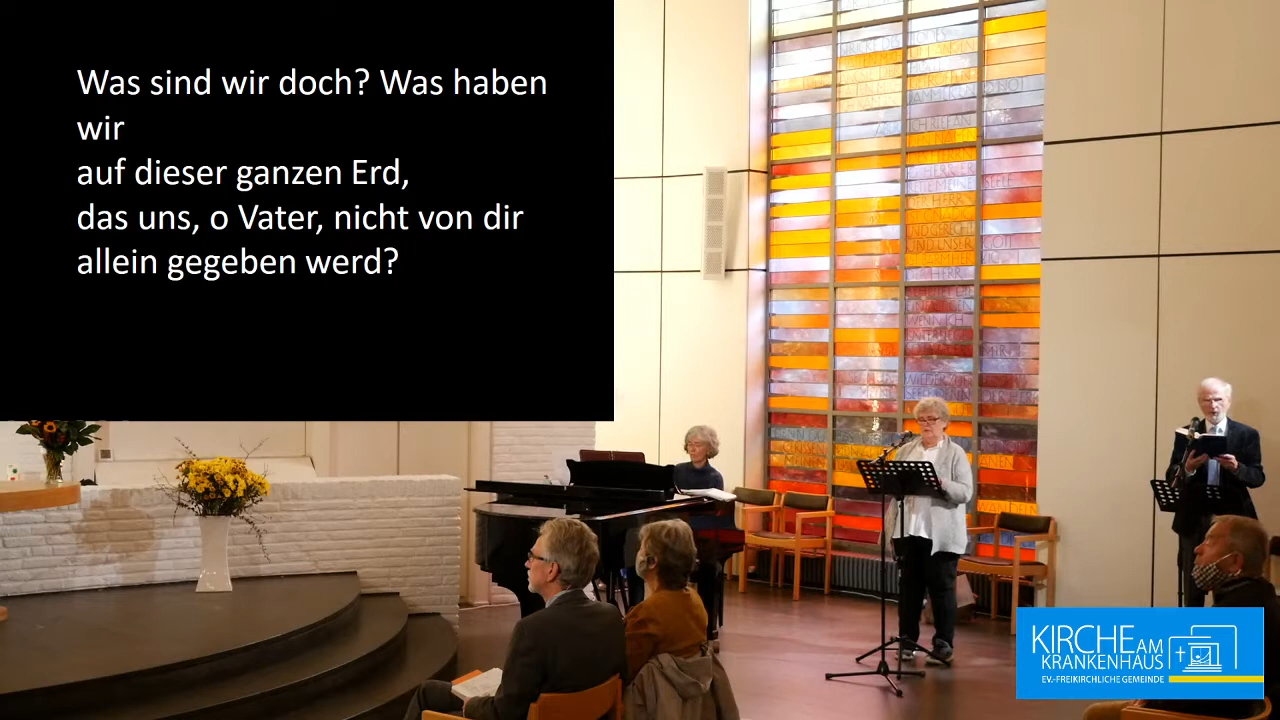 Was sind wir doch? Was haben
wir
auf dieser ganzen Erd,
das uns, o Vater, nicht von dir
allein gegeben werd?
KIRCHE AM
KRANKENHAUS
EV.-FREIKIRCHLICHE GEMEINDE